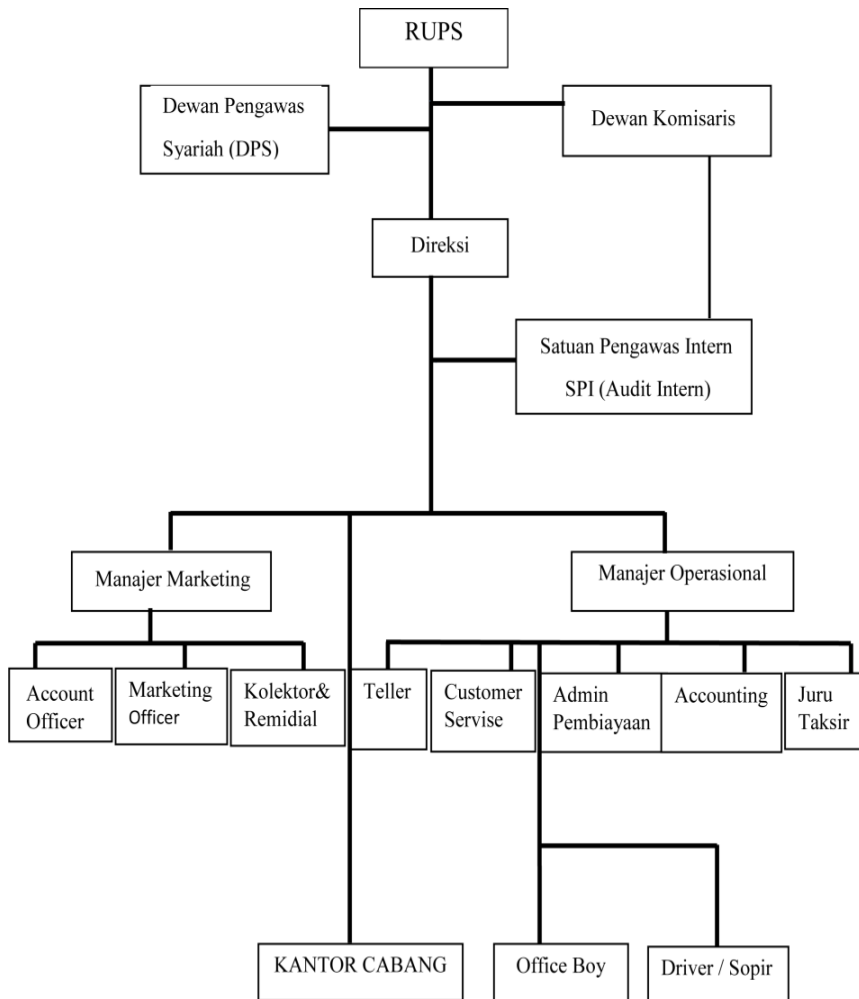 RUPS
Dewan Pengawas
Syariah (DPS)
Dewan Komisaris
Direksi
Satuan Pengawas Intern
SPI (Audit Intern)
Manajer Marketing
Manajer Operasional
Account
Officer
Marketing
Officer
Kolektor&
Remidial
Teller
Customer
Servise
Admin
Pembiayaan
Accounting
Juru
Taksir
KANTOR CABANG
Office Boy
Driver / Sopir